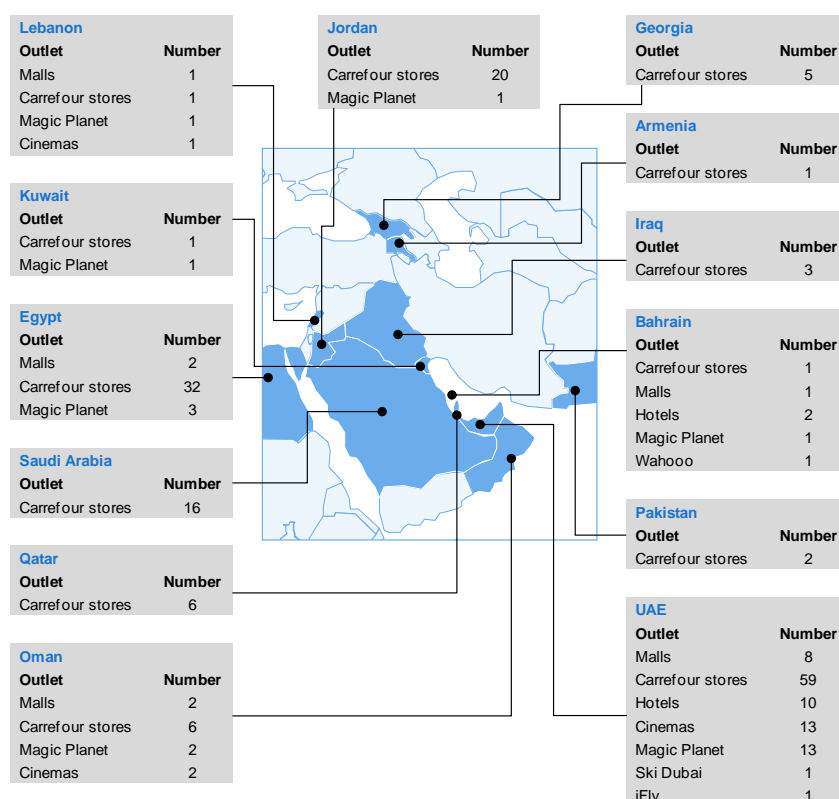 Lebanon
Outlet Number
Malls 1
Carrefour stores 1
Magic Planet 1
Cinemas 1
Jordan
Outlet Number
Carrefour stores 20
Magic Planet 1
Georgia
Outlet Number
Carrefour stores 5
Armenia
Outlet Number
Carrefour stores 1
Kuwait
Outlet Number
Carrefour stores 1
Magic Planet 1
Iraq
Outlet Number
Carrefour stores 3
Egypt
Outlet Number
Malls 2
Carrefour stores 32
Magic Planet 3
Bahrain
Outlet Number
Carrefour stores 1
Malls 1
Hotels 2
Magic Planet 1
Wahooo 1
Saudi Arabia
Outlet Number
Carrefour stores 16
Pakistan
Outlet Number
Carrefour stores 2
Qatar
Outlet Number
Carrefour stores 6
Oman
Outlet Number
Malls 2
Carrefour stores 6
Magic Planet 2
Cinemas 2
UAE
Outlet Number
Malls 8
Carrefour stores 59
Hotels 10
Cinemas 13
Magic Planet 13
Ski Dubai 1
iFly 1